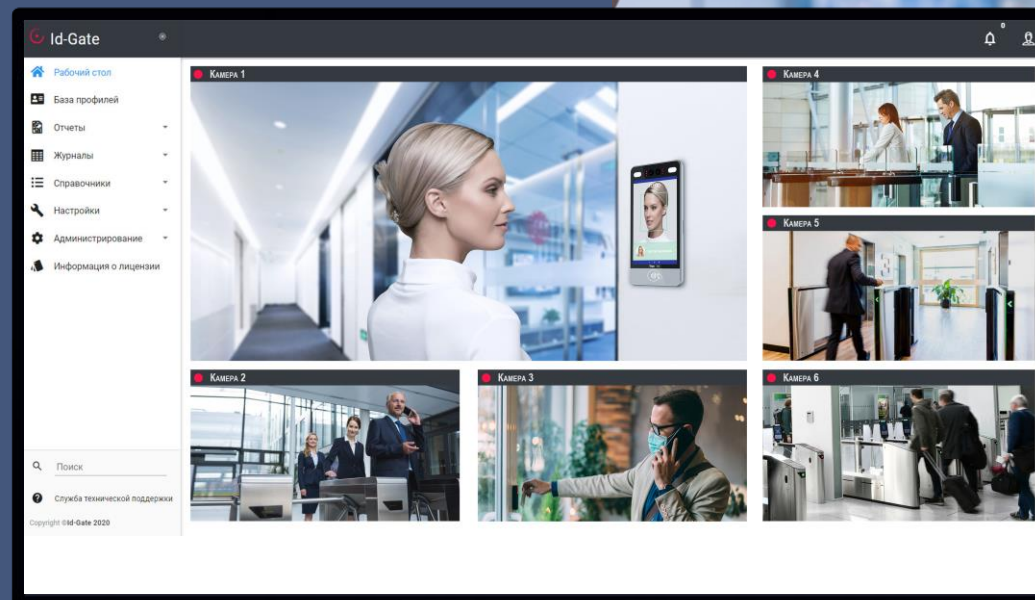 Id-Gate
0
Рабочий стол
База профилей
Отчеты
Журналы
Справочники
Настройки
Администрирование
Информация о лицензии
Поиск
Служба технической поддержки
Copyright ©Id-Gate 2020
Камера 1
Камера 4
Камера 5
Камера 2
Камера 3
Камера 6